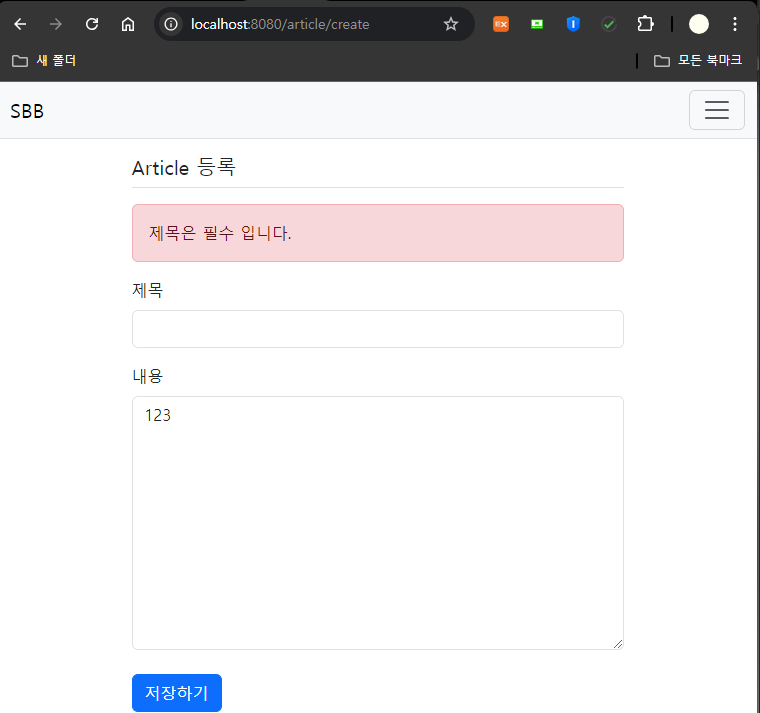 localhost:8080/article/create
EX
새 폴더
모든 북마크
SBB
Article 등록
제목은 필수 입니다.
제목
내용
123
저장하기